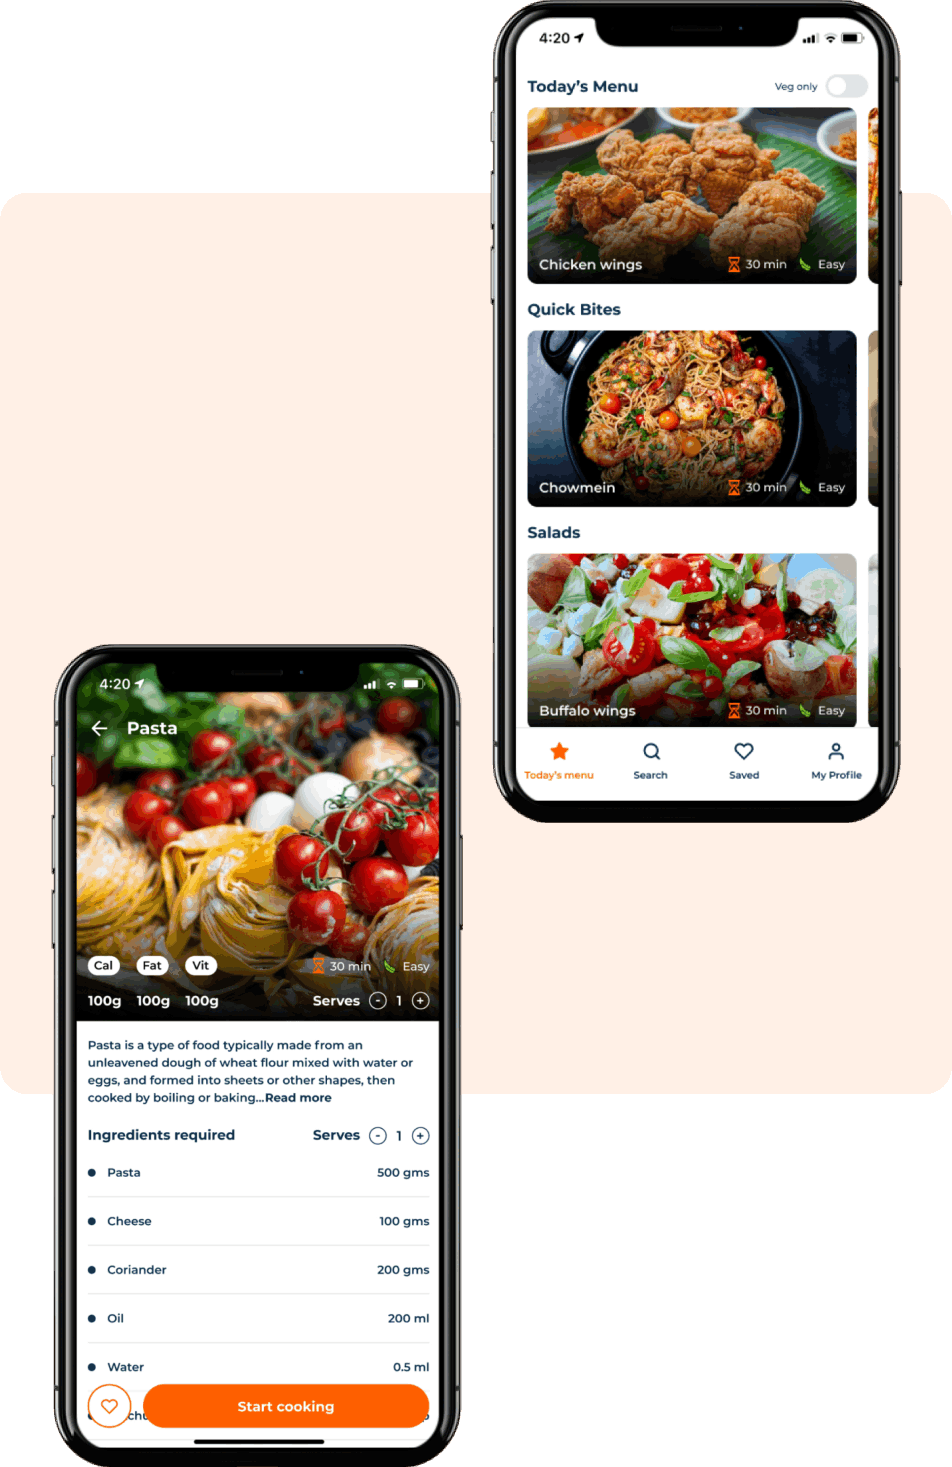 4:20
Today's Menu
Veg only
Chicken wings
30 min
Easy
Quick Bites
Chowmein
30 min
Easy
Salads
Buffalo wings
30 min
Easy
Today's menu
Search
Saved
My Profile
4:20
Pasta
Cal Fat Vit
30 min
Easy
100g 100g 100g
Serves - 1 +
Pasta is a type of food typically made from an
unleavened dough of wheat flour mixed with water or
eggs, and formed into sheets or other shapes, then
cooked by boiling or baking...Read more
Ingredients required
Serves - 1 +
Pasta 500 gms
Cheese 100 gms
Coriander 200 gms
Oil 200 ml
Water 0.5 ml
Start cooking